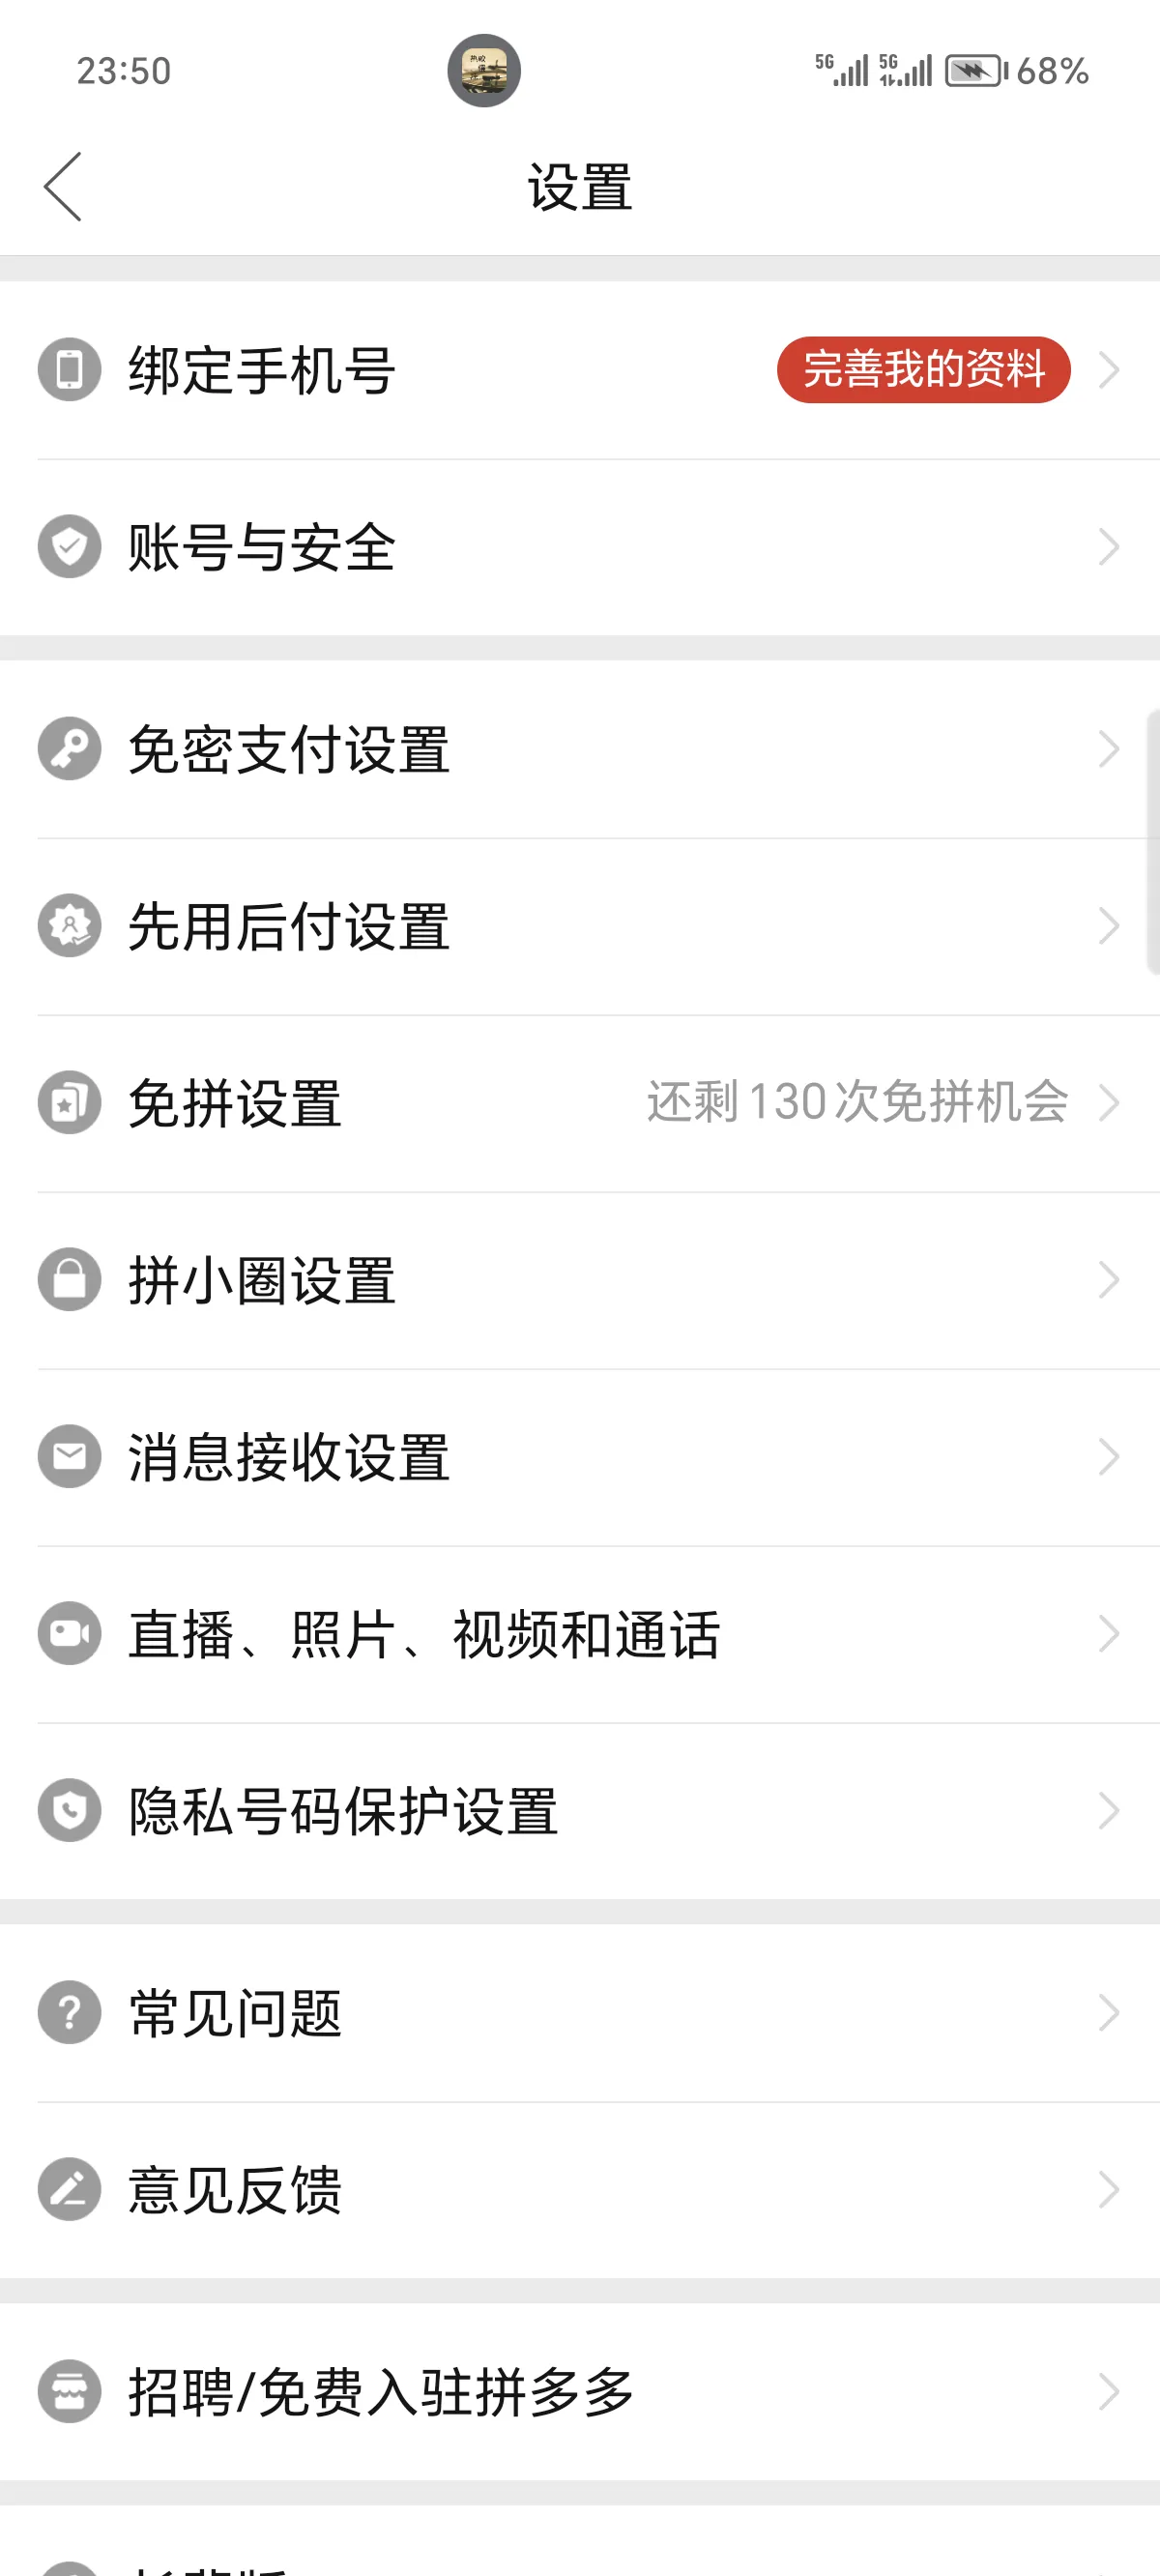 23:50
5G 5G 68%
设置
绑定手机号 完善我的资料
账号与安全
免密支付设置
先用后付设置
免拼设置 还剩130次免拼机会
拼小圈设置
消息接收设置
直播、照片、视频和通话
隐私号码保护设置
常见问题
意见反馈
招聘/免费入驻拼多多